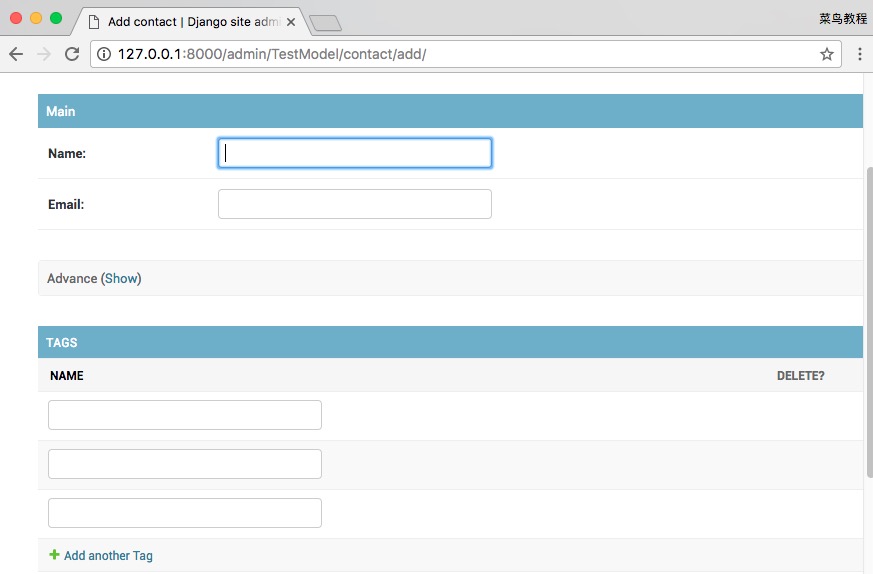 Add contact | Django site adm
菜鸟教程
127.0.0.1:8000/admin/TestModel/contact/add/
Main
Name:
Email:
Advance (Show)
TAGS
NAME DELETE?
Add another Tag